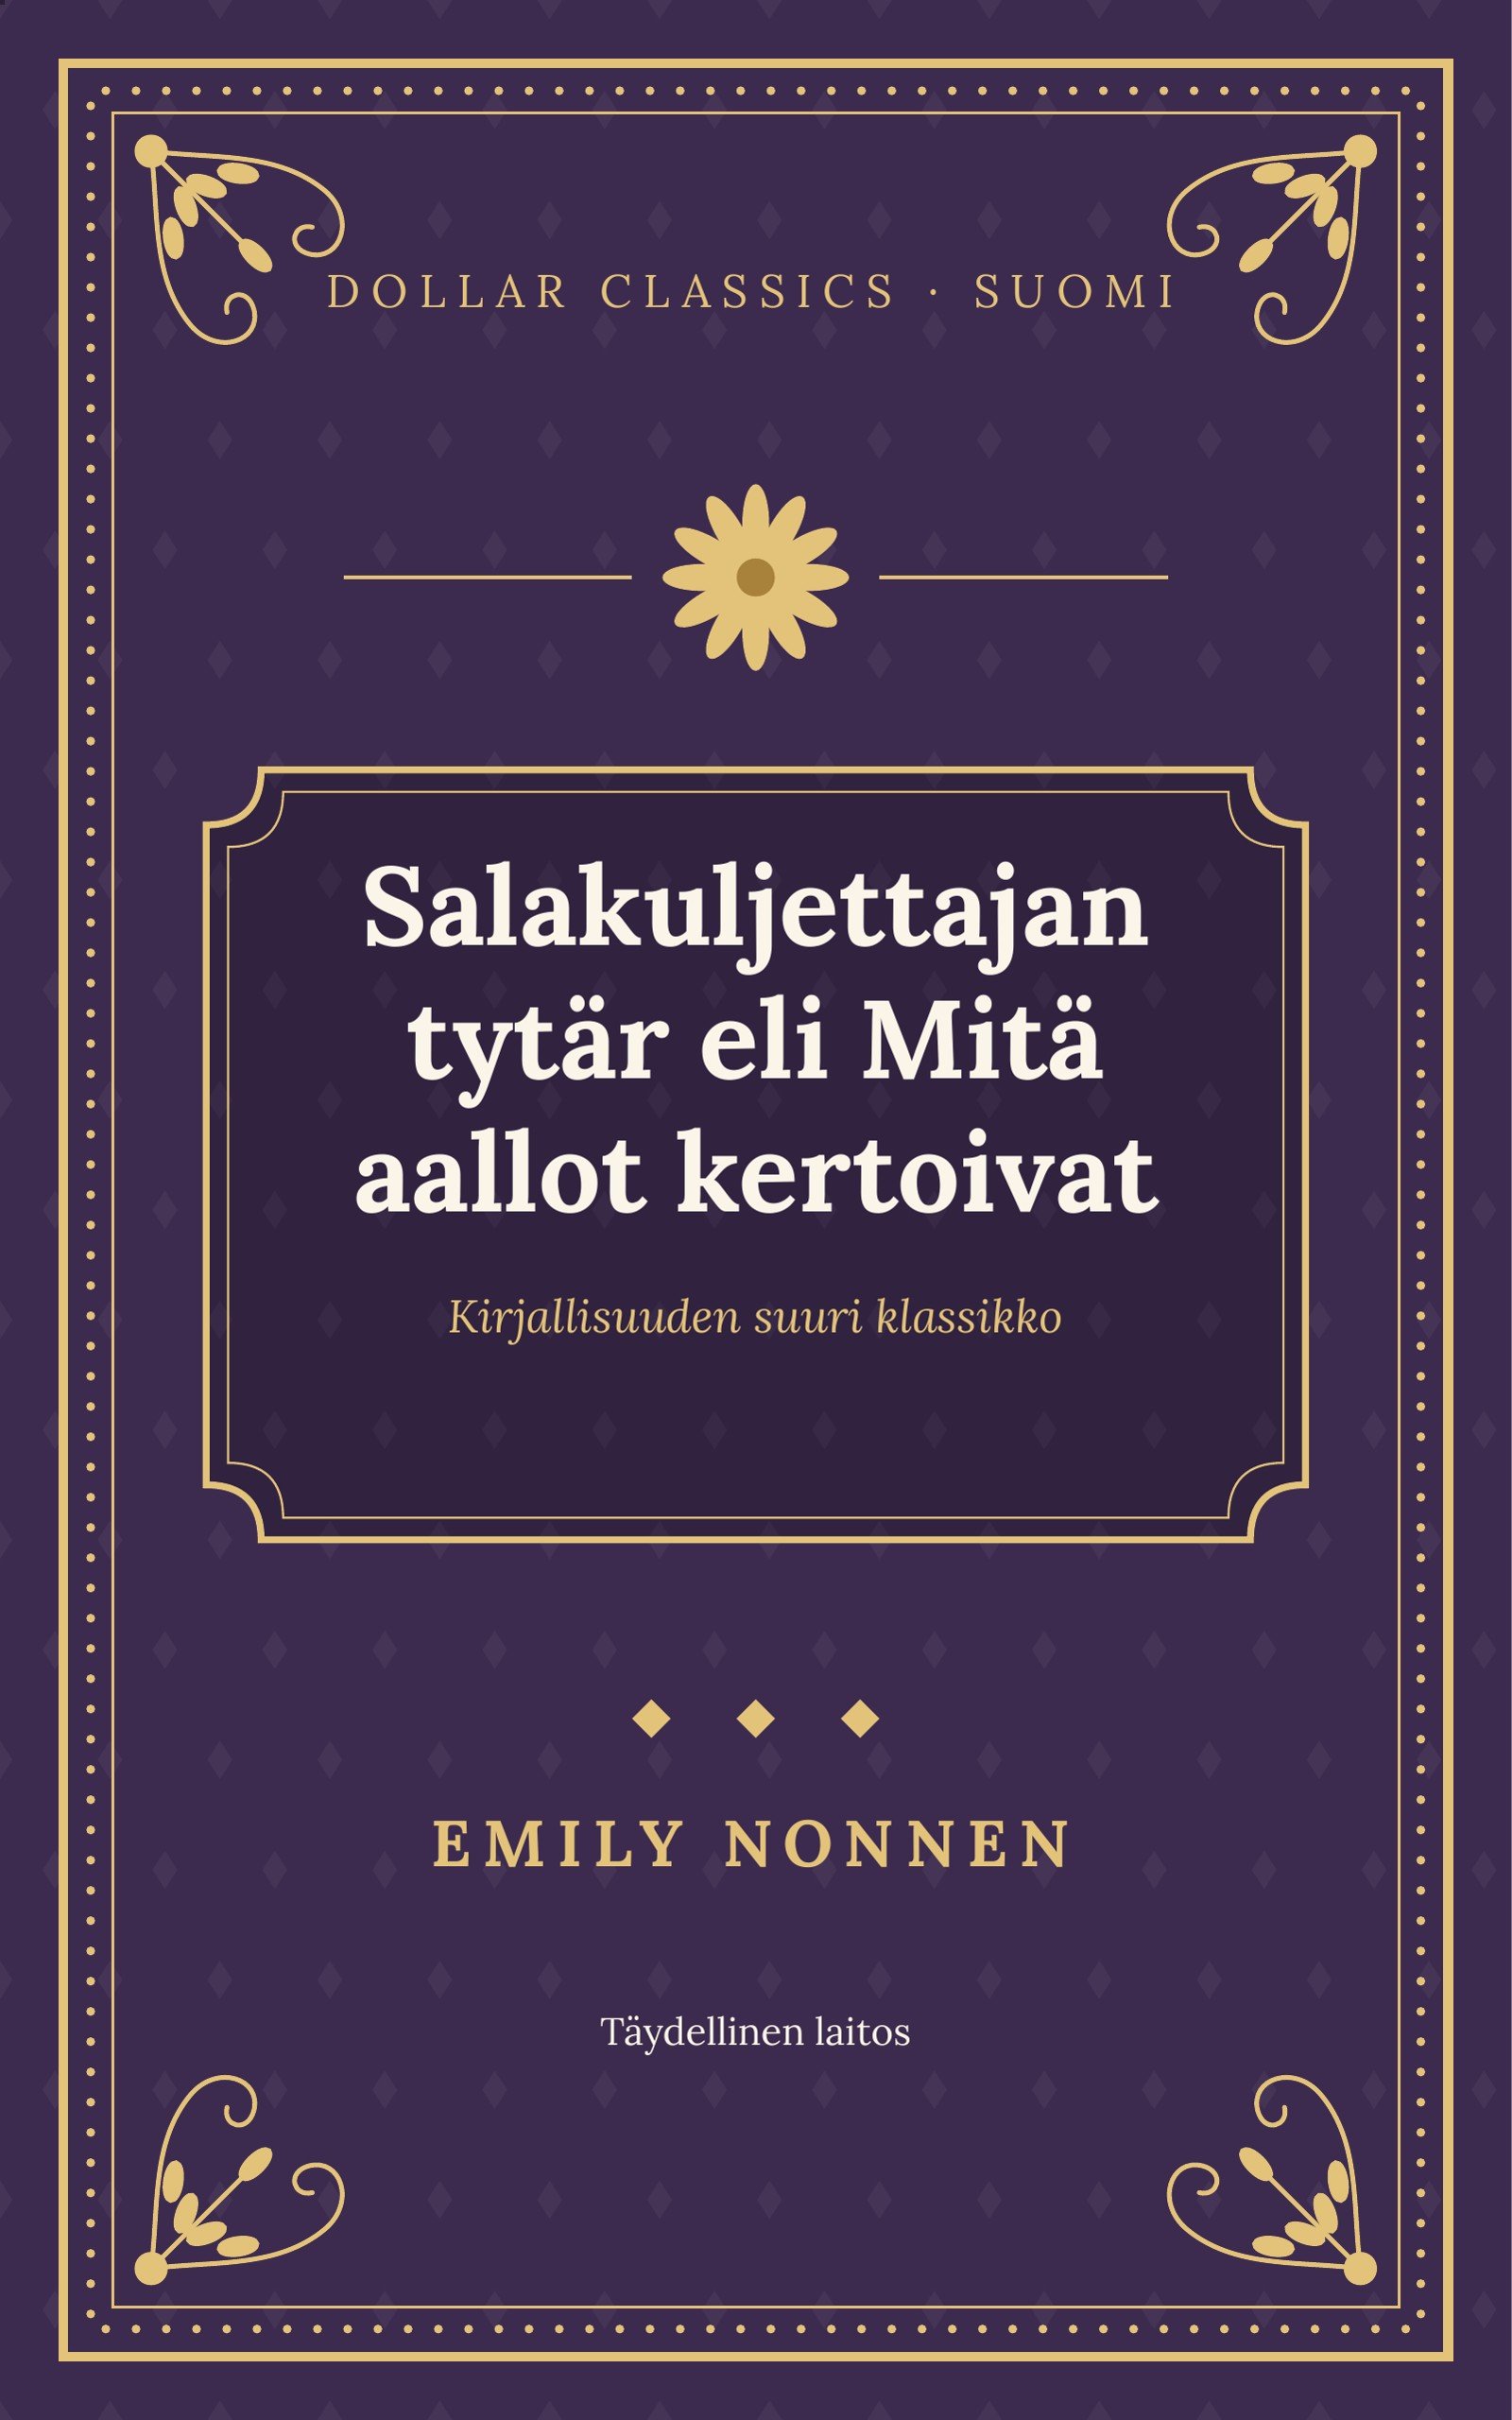 DOLLAR CLASSICS · SUOMI
Salakuljettajan
tytär eli Mitä
aallot kertoivat
Kirjallisuuden suuri klassikko
EMILY NONNEN
Täydellinen laitos